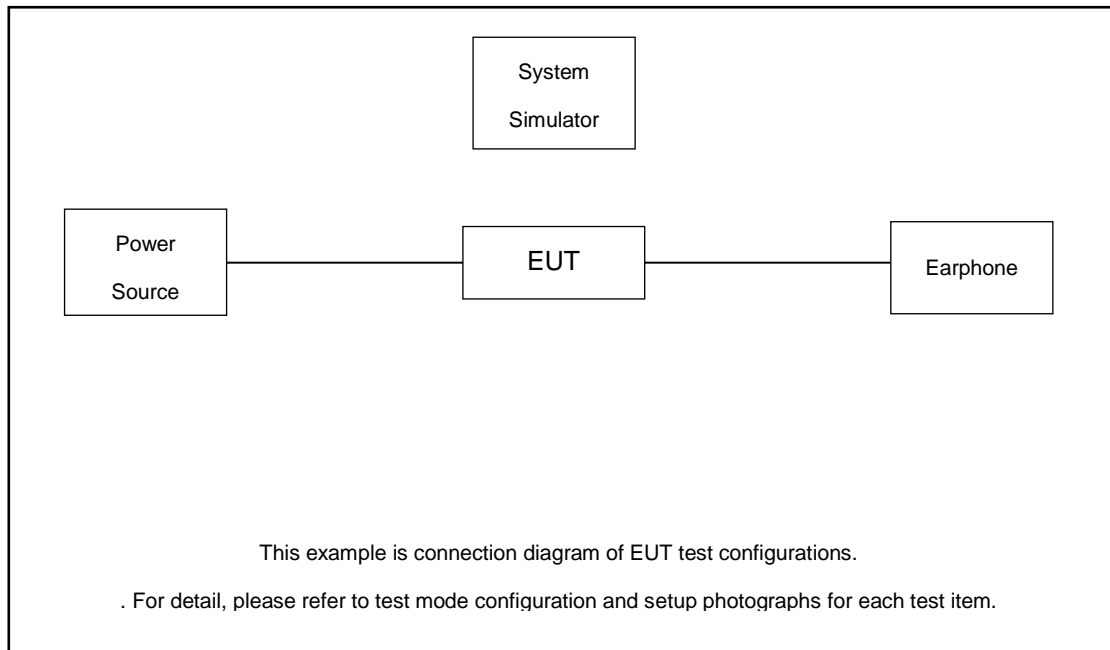 System
Simulator
Power
Source
EUT
Earphone
This example is connection diagram of EUT test configurations.
. For detail, please refer to test mode configuration and setup photographs for each test item.